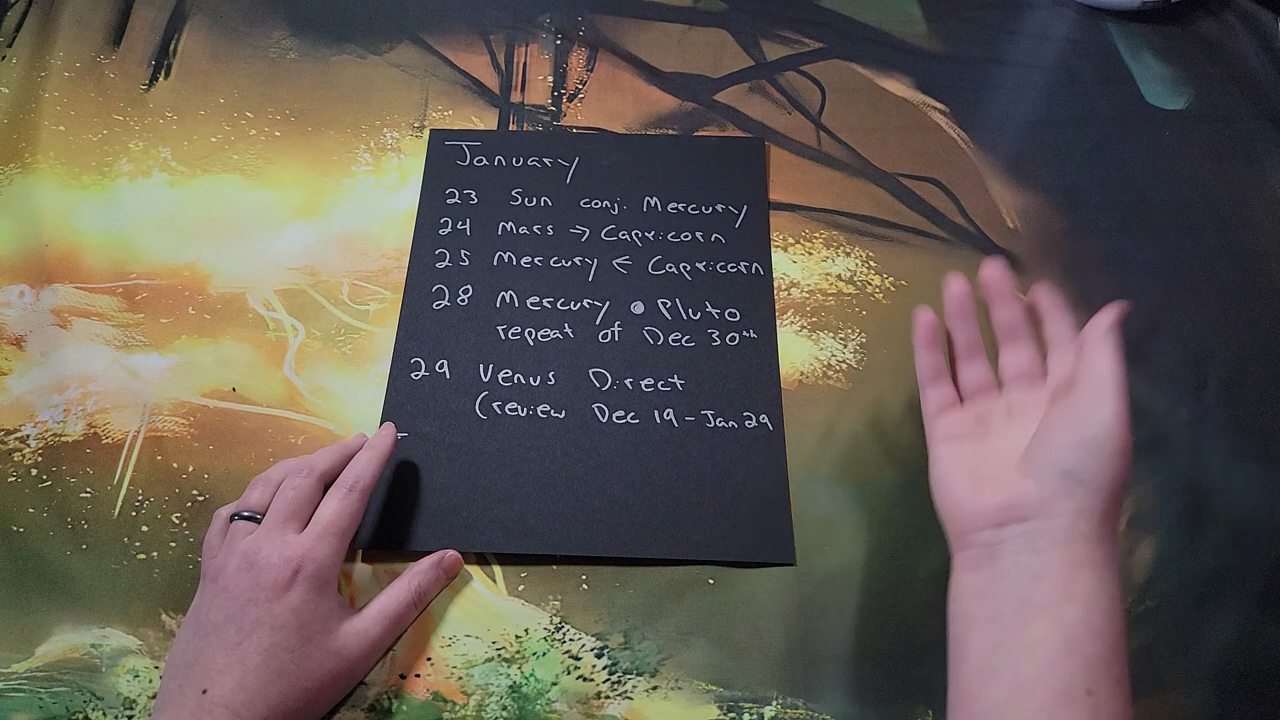 January
23 Sun conj. Mercury
24 Mars → Capricorn
25 Mercury ← Capricorn
28 Mercury ● Pluto
repeat of Dec 30th
29 Venus Direct
(review Dec 19 - Jan 29